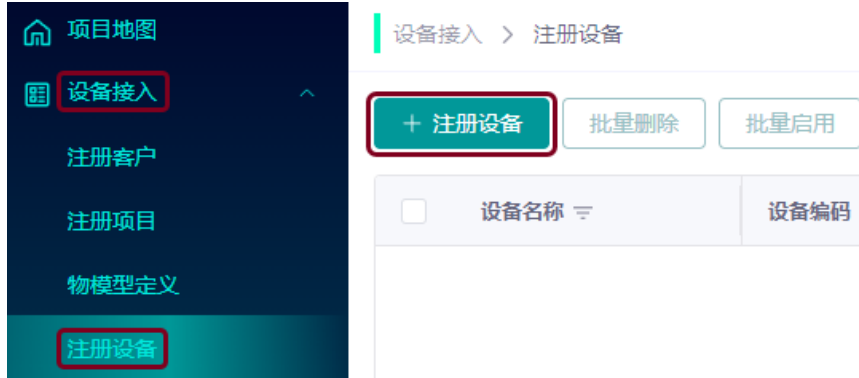 项目地图
设备接入
注册客户
注册项目
物模型定义
注册设备
设备接入 > 注册设备
+ 注册设备 批量删除 批量启用
设备名称 设备编码